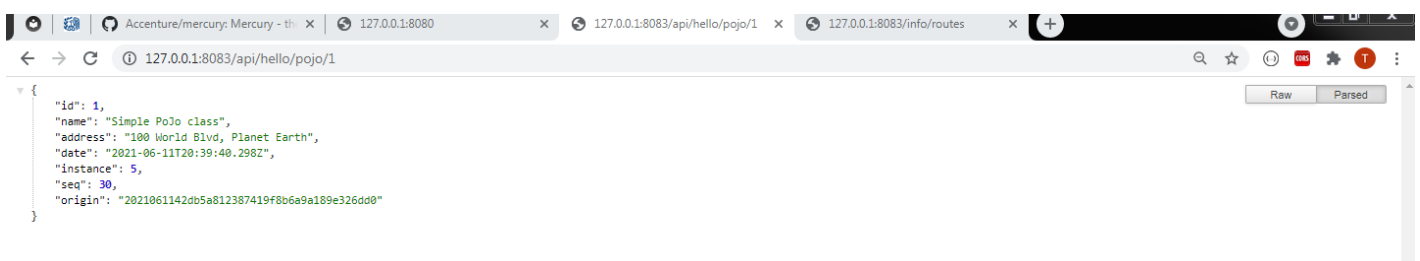 Accenture/mercury: Mercury - th 127.0.0.1:8080 127.0.0.1:8083/api/hello/pojo/1 127.0.0.1:8083/info/routes
127.0.0.1:8083/api/hello/pojo/1 CORS T
Raw Parsed
{
"id": 1,
"name": "Simple PoJo class",
"address": "100 World Blvd, Planet Earth",
"date": "2021-06-11T20:39:40.298Z",
"instance": 5,
"seq": 30,
"origin": "2021061142db5a812387419f8b6a9a189e326dd0"
}